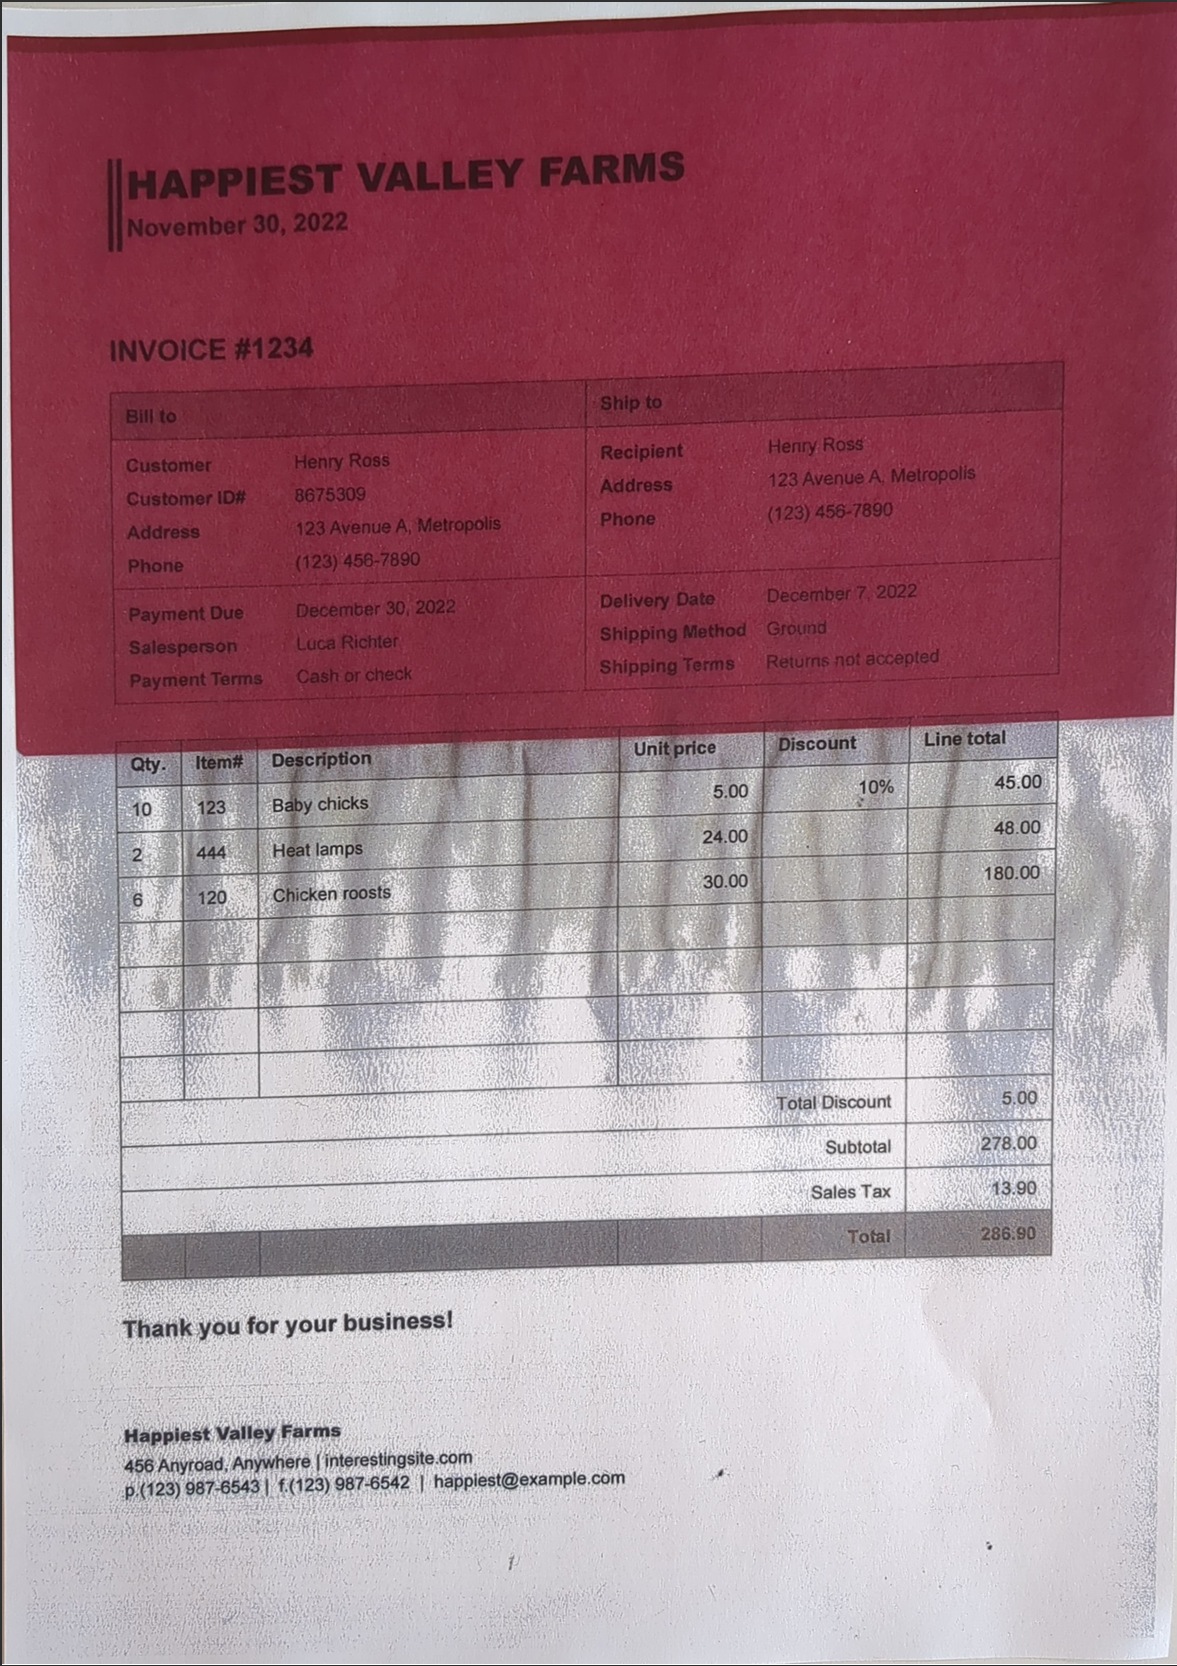 HAPPIEST VALLEY FARMS
November 30, 2022
INVOICE #1234
Bill to
Ship to
Customer Henry Ross
Customer ID# 8675309
Address 123 Avenue A, Metropolis
Phone (123) 456-7890
Recipient Henry Ross
Address 123 Avenue A, Metropolis
Phone (123) 456-7890
Payment Due December 30, 2022
Salesperson Luca Richter
Payment Terms Cash or check
Delivery Date December 7, 2022
Shipping Method Ground
Shipping Terms Returns not accepted
Qty. Item# Description Unit price Discount Line total
10 123 Baby chicks 5.00 10% 45.00
2 444 Heat lamps 24.00 48.00
6 120 Chicken roosts 30.00 180.00
Total Discount 5.00
Subtotal 278.00
Sales Tax 13.90
Total 286.90
Thank you for your business!
Happiest Valley Farms
456 Anyroad, Anywhere | interestingsite.com
p.(123) 987-6543 | f.(123) 987-6542 | happiest@example.com